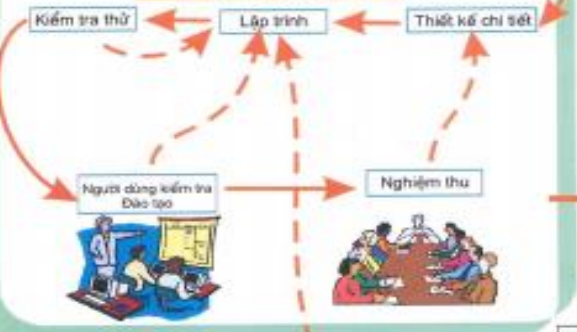 Kiểm tra thử
Lập trình
Thiết kế chi tiết
Người dùng kiểm tra
Đào tạo
Nghiệm thu